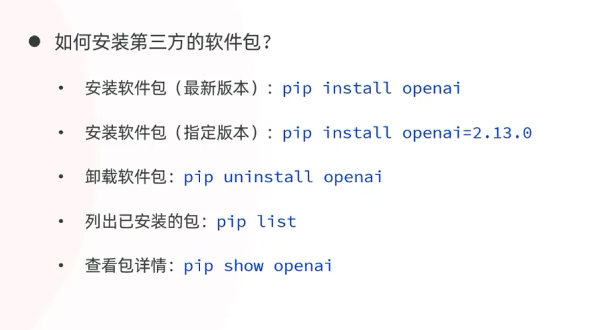 如何安装第三方的软件包？
安装软件包（最新版本）：pip install openai
安装软件包（指定版本）：pip install openai=2.13.0
卸载软件包：pip uninstall openai
列出已安装的包：pip list
查看包详情：pip show openai